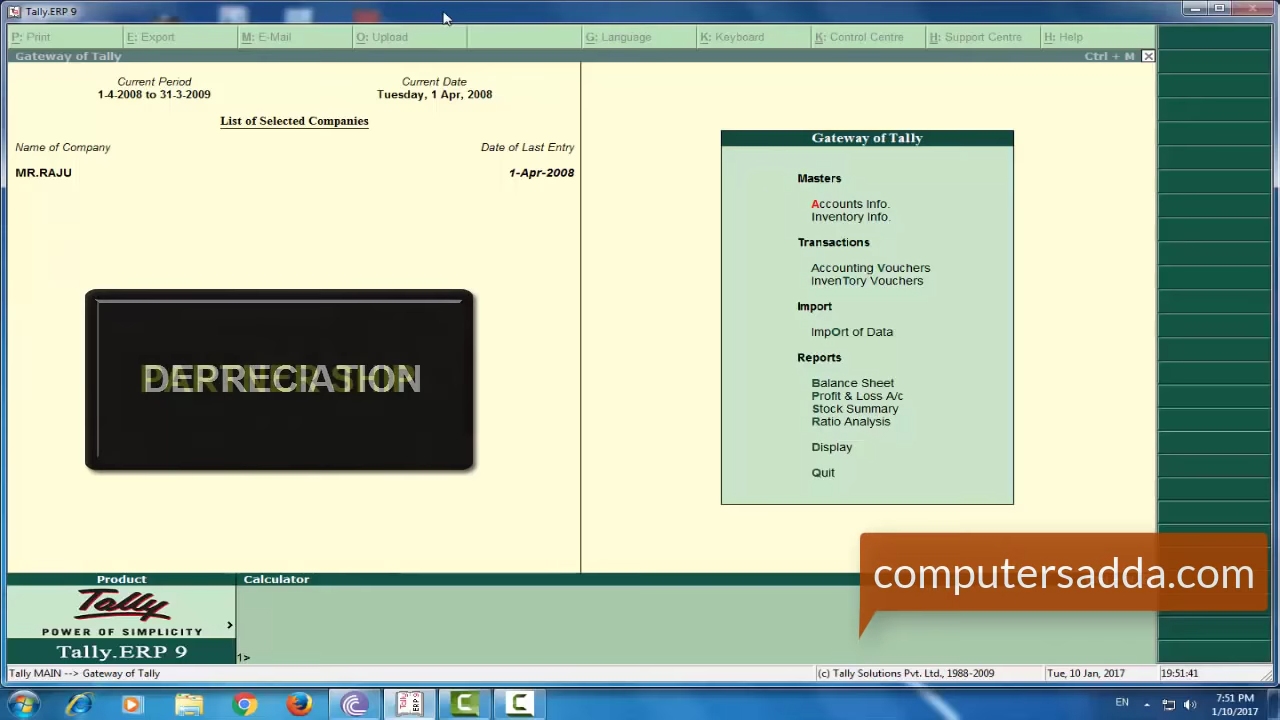 Tally.ERP 9
P: Print
E: Export
M: E-Mail
O: Upload
G: Language
K: Keyboard
K: Control Centre
H: Support Centre
H: Help
Gateway of Tally
Ctrl + M
Current Period
1-4-2008 to 31-3-2009
Current Date
Tuesday, 1 Apr, 2008
List of Selected Companies
Name of Company
Date of Last Entry
MR.RAJU
1-Apr-2008
DEPRECIATION
Gateway of Tally
Masters
Accounts Info.
Inventory Info.
Transactions
Accounting Vouchers
InvenTory Vouchers
Import
ImpOrt of Data
Reports
Balance Sheet
Profit & Loss A/c
Stock Summary
Ratio Analysis
Display
Quit
computersadda.com
Product
Calculator
Tally
POWER OF SIMPLICITY
Tally.ERP 9
1>
Tally MAIN --> Gateway of Tally
(c) Tally Solutions Pvt. Ltd., 1988-2009
Tue, 10 Jan, 2017
19:51:41
EN
7:51 PM
1/10/2017